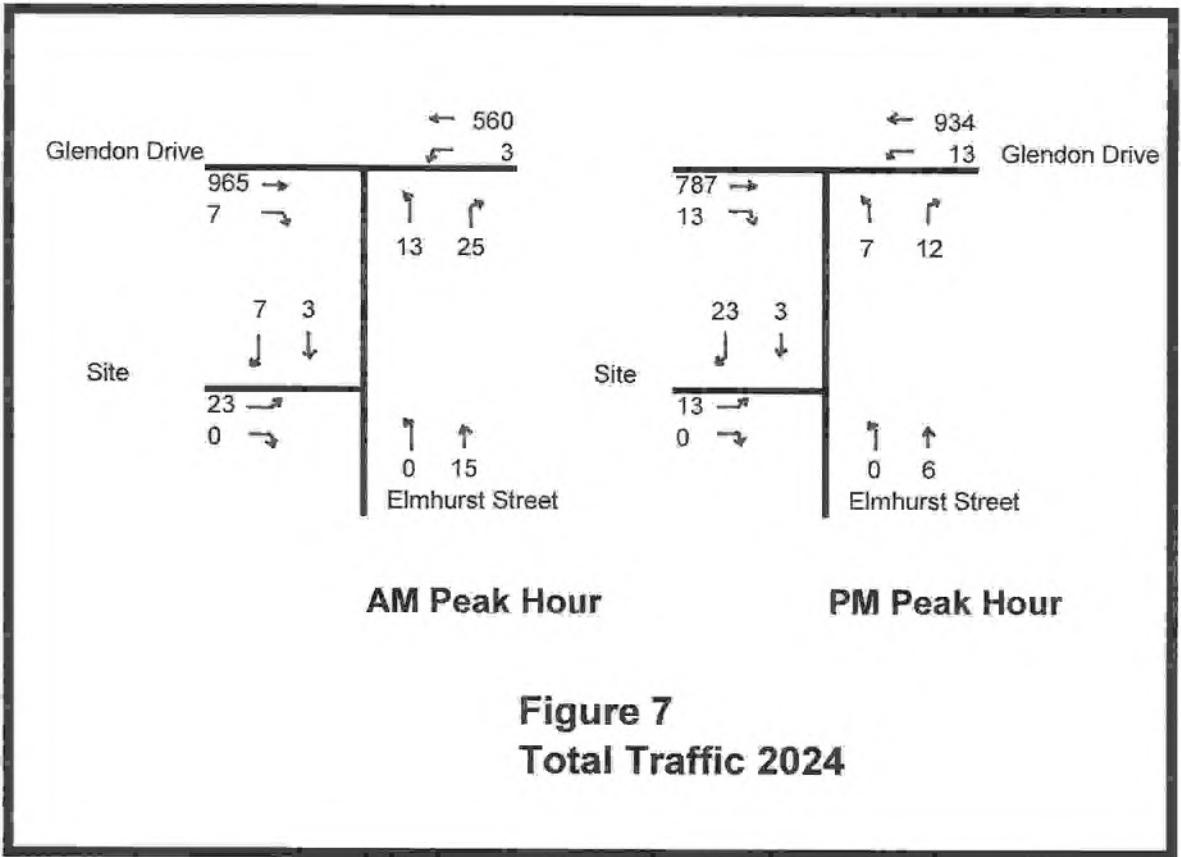 560
3
Glendon Drive
965
7
13 25
7 3
Site
23
0
0 15
Elmhurst Street
AM Peak Hour
934
13
Glendon Drive
787
13
7 12
23 3
Site
13
0
0 6
Elmhurst Street
PM Peak Hour
Figure 7
Total Traffic 2024